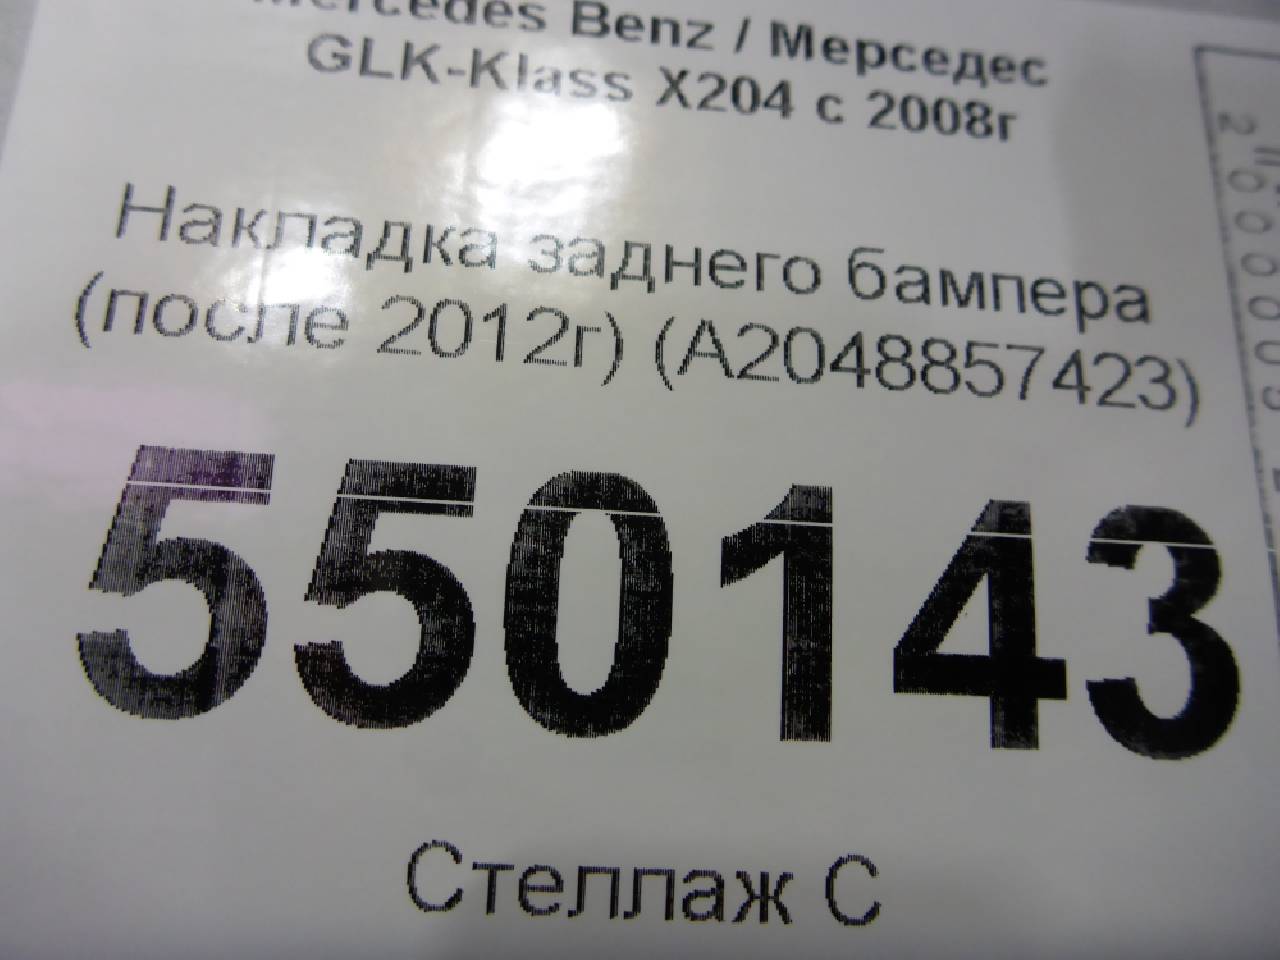 Mercedes Benz / Мерседес
GLK-Klass X204 с 2008г
Накладка заднего бампера
(после 2012г) (A2048857423)
550143
Стеллаж С